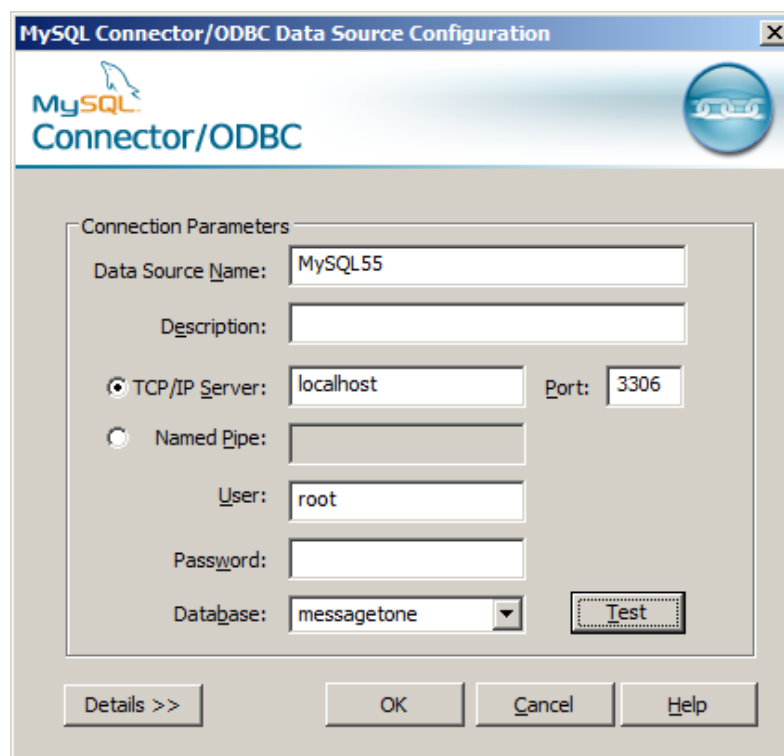 MySQL Connector/ODBC Data Source Configuration
MySQL
Connector/ODBC
Connection Parameters
Data Source Name: MySQL55
Description:
TCP/IP Server: localhost Port: 3306
Named Pipe:
User: root
Password:
Database: messagetone Test
Details >> OK Cancel Help